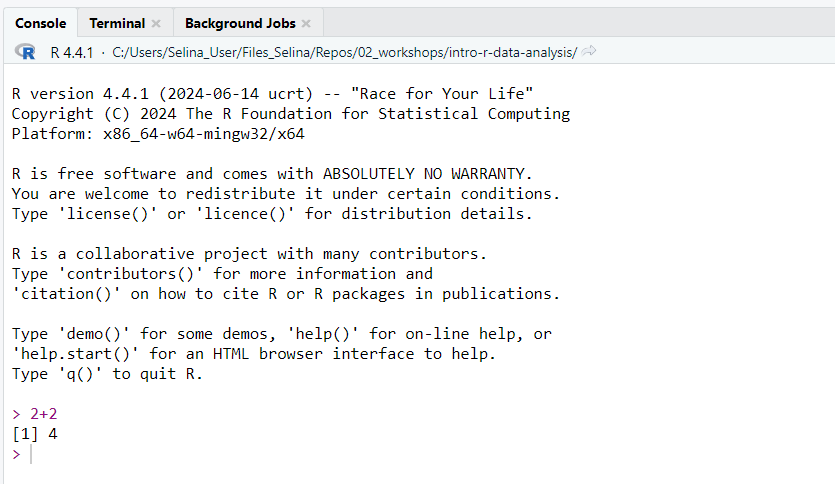 Console Terminal Background Jobs
R R 4.4.1 · C:/Users/Selina_User/Files_Selina/Repos/02_workshops/intro-r-data-analysis/
R version 4.4.1 (2024-06-14 ucrt) -- "Race for Your Life"
Copyright (C) 2024 The R Foundation for Statistical Computing
Platform: x86_64-w64-mingw32/x64
R is free software and comes with ABSOLUTELY NO WARRANTY.
You are welcome to redistribute it under certain conditions.
Type 'license()' or 'licence()' for distribution details.
R is a collaborative project with many contributors.
Type 'contributors()' for more information and
'citation()' on how to cite R or R packages in publications.
Type 'demo()' for some demos, 'help()' for on-line help, or
'help.start()' for an HTML browser interface to help.
Type 'q()' to quit R.
> 2+2
[1] 4
>